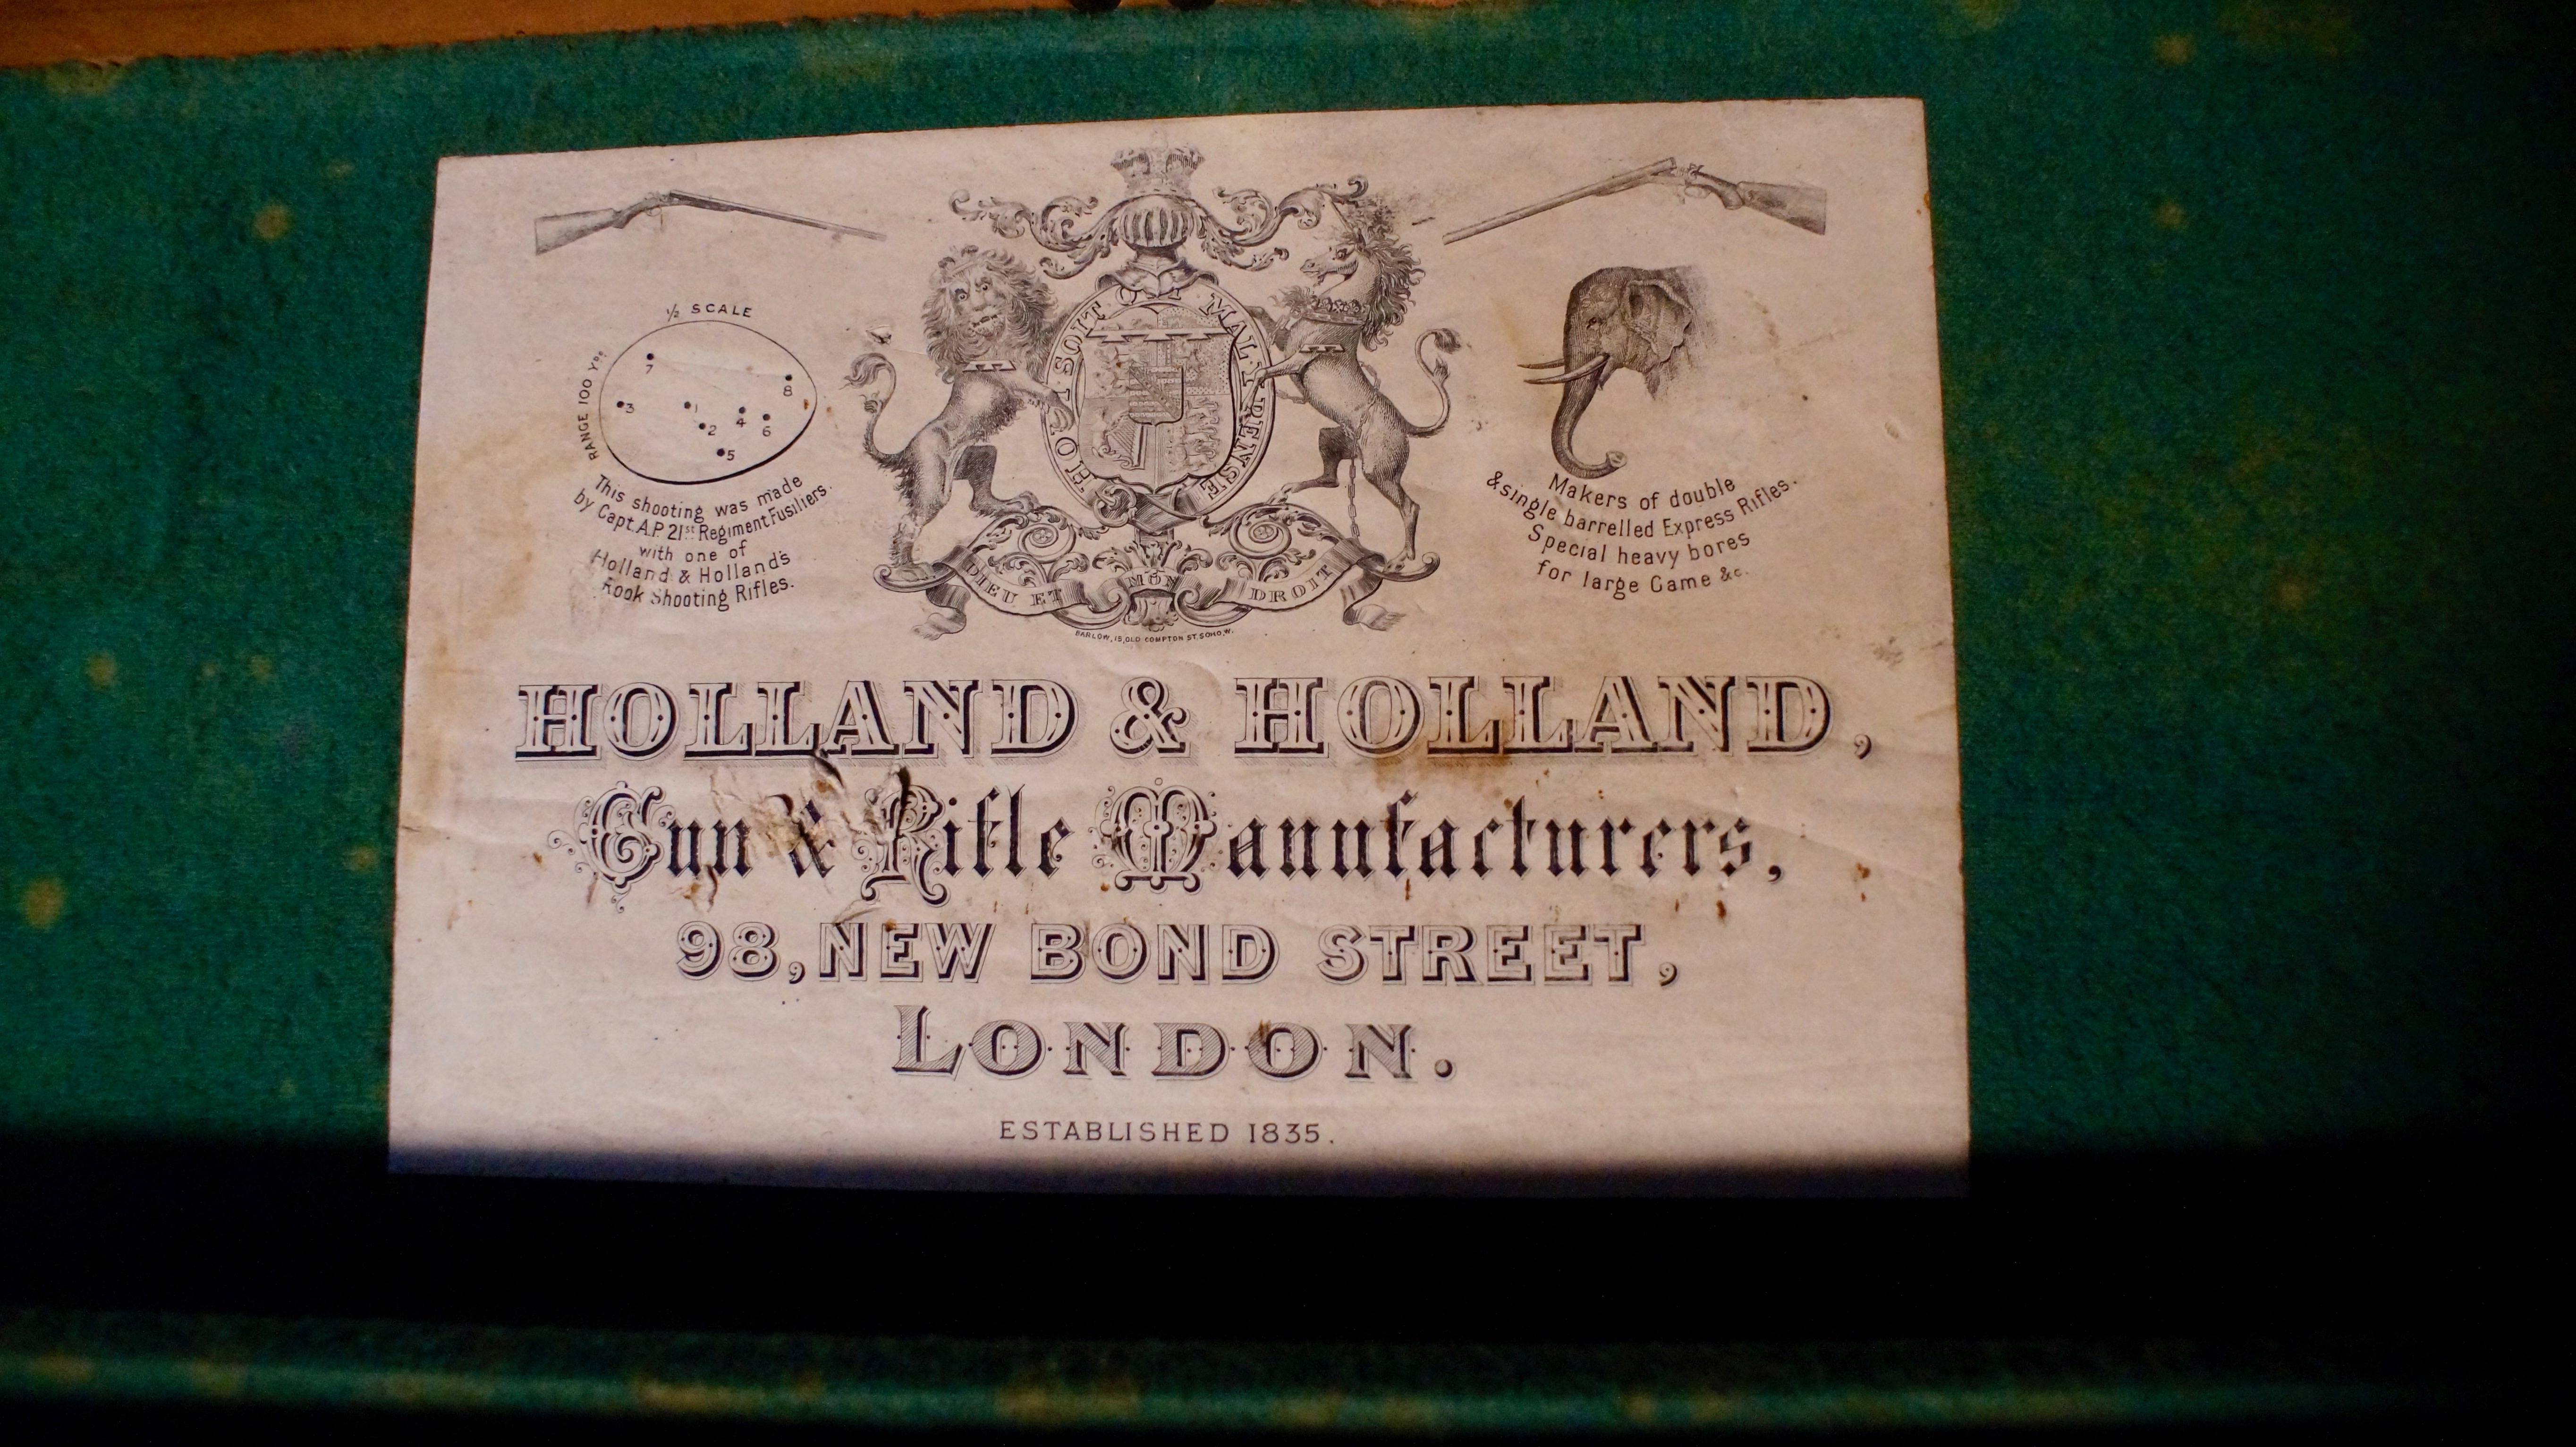 ½ SCALE
RANGE 100 YDS
7
8
3
1
4
6
2
5
This shooting was made
by Capt. A.P. 21st Regiment Fusiliers.
with one of
Holland & Holland's
Rook Shooting Rifles.
HONI·SOIT·QUI·MAL·Y·PENSE
DIEU ET MON DROIT
BARLOW, 15, OLD COMPTON ST. SOHO, W.
Makers of double
& single barrelled Express Rifles.
Special heavy bores
for large Game &c.
HOLLAND & HOLLAND,
Gun & Rifle Manufacturers,
98, NEW BOND STREET,
LONDON.
ESTABLISHED 1835.